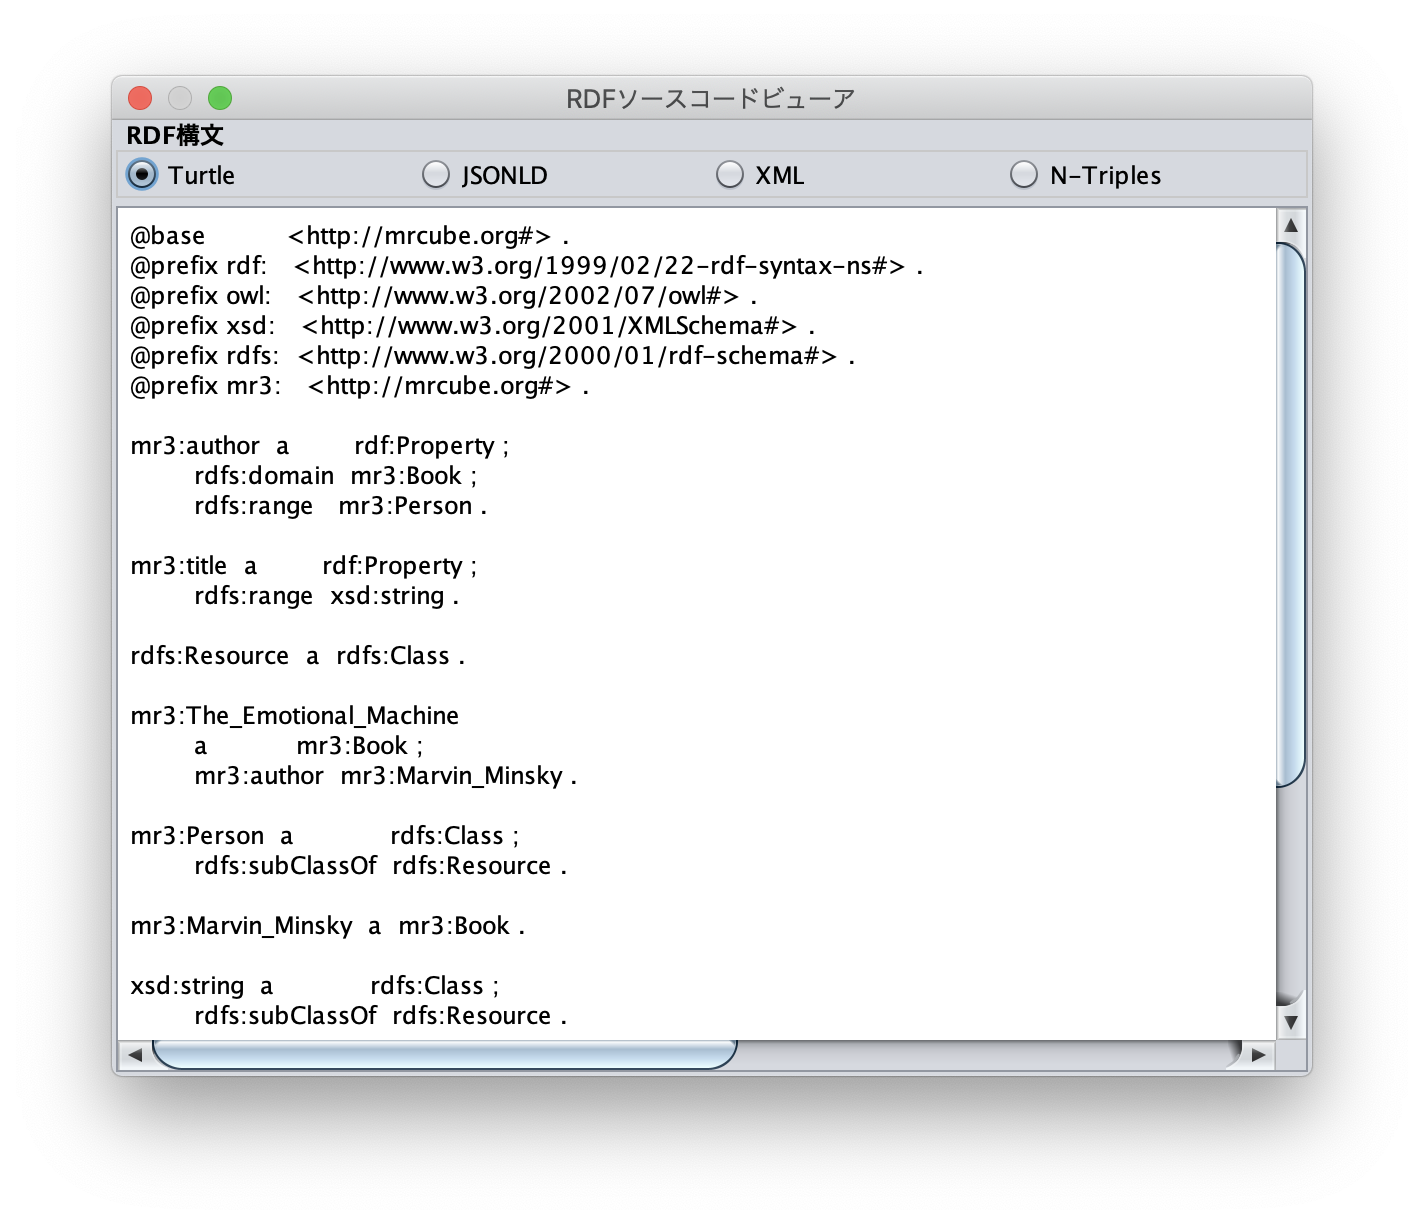 RDFソースコードビューア
RDF構文
Turtle JSONLD XML N-Triples
@base <http://mrcube.org#> .
@prefix rdf: <http://www.w3.org/1999/02/22-rdf-syntax-ns#> .
@prefix owl: <http://www.w3.org/2002/07/owl#> .
@prefix xsd: <http://www.w3.org/2001/XMLSchema#> .
@prefix rdfs: <http://www.w3.org/2000/01/rdf-schema#> .
@prefix mr3: <http://mrcube.org#> .
mr3:author a rdf:Property ;
rdfs:domain mr3:Book ;
rdfs:range mr3:Person .
mr3:title a rdf:Property ;
rdfs:range xsd:string .
rdfs:Resource a rdfs:Class .
mr3:The_Emotional_Machine
a mr3:Book ;
mr3:author mr3:Marvin_Minsky .
mr3:Person a rdfs:Class ;
rdfs:subClassOf rdfs:Resource .
mr3:Marvin_Minsky a mr3:Book .
xsd:string a rdfs:Class ;
rdfs:subClassOf rdfs:Resource .